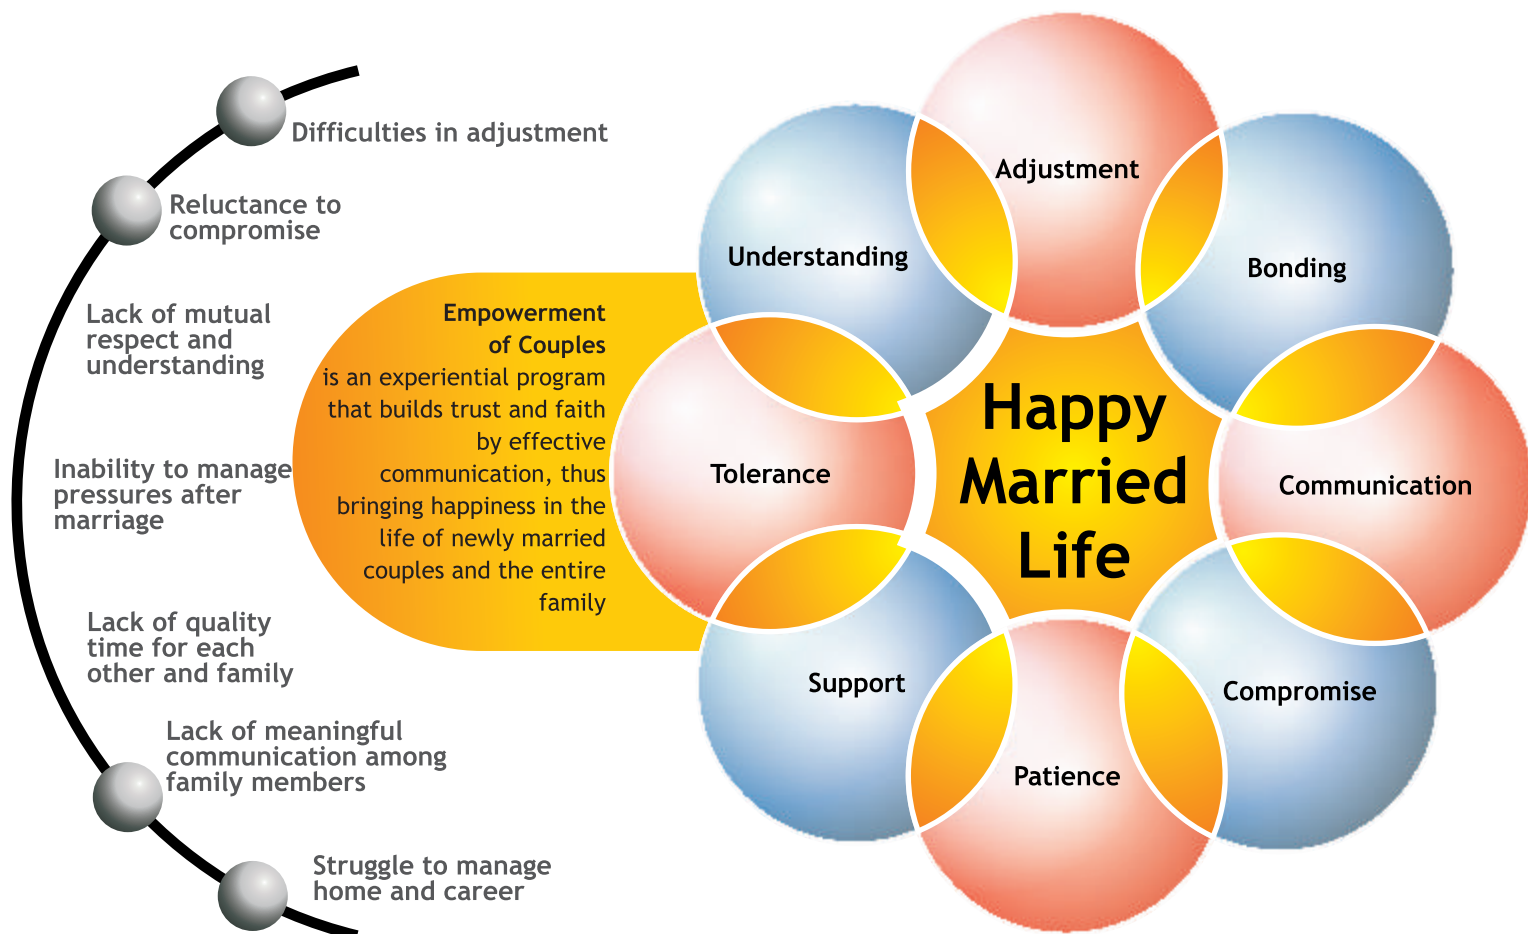 Difficulties in adjustment
Reluctance to
compromise
Lack of mutual
respect and
understanding
Inability to manage
pressures after
marriage
Lack of quality
time for each
other and family
Lack of meaningful
communication among
family members
Struggle to manage
home and career
Empowerment
of Couples
is an experiential program
that builds trust and faith
by effective
communication, thus
bringing happiness in the
life of newly married
couples and the entire
family
Adjustment
Understanding
Bonding
Tolerance
Happy
Married
Life
Communication
Support
Compromise
Patience